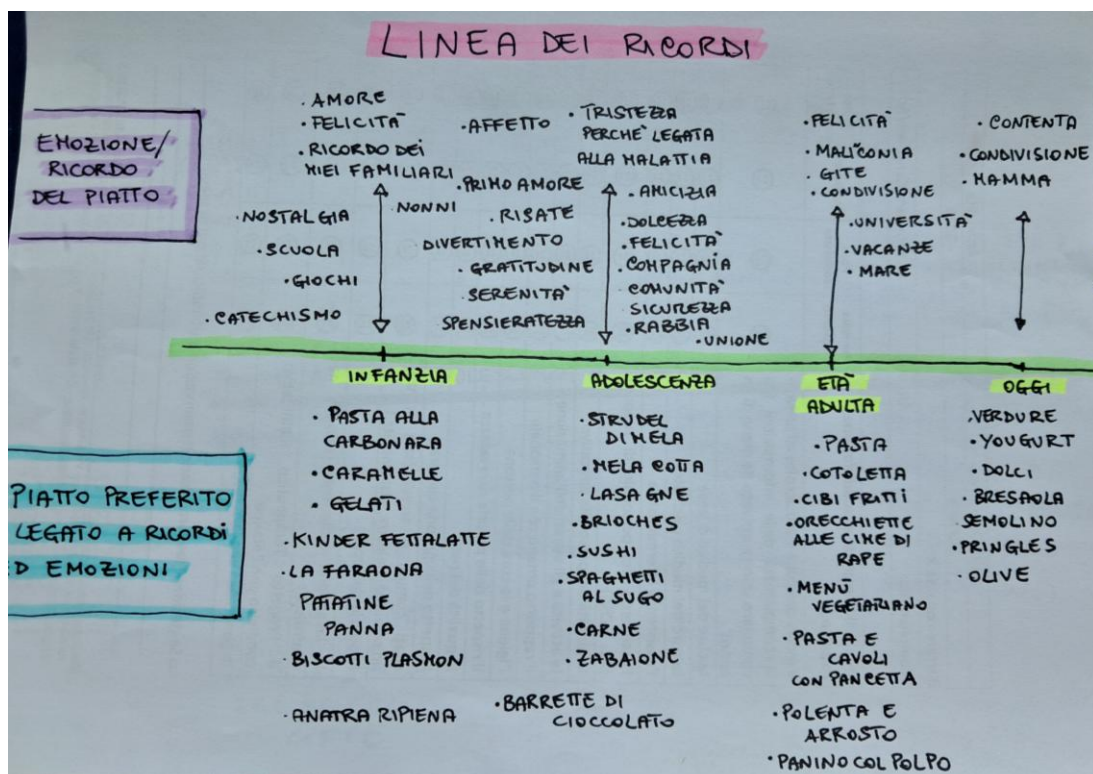 LINEA DEI RICORDI
EMOZIONE/
RICORDO
DEL PIATTO
· AMORE
· FELICITÀ
· RICORDO DEI
MIEI FAMILIARI
· NOSTALGIA
· SCUOLA
· GIOCHI
· CATECHISMO
· NONNI
· AFFETTO
· PRIMO AMORE
· RISATE
DIVERTIMENTO
· GRATITUDINE
· SERENITÀ
SPENSIERATEZZA
· TRISTEZZA
PERCHÈ LEGATA
ALLA MALATTIA
· AMICIZIA
· DOLCEZZA
· FELICITÀ
· COMPAGNIA
COMUNITÀ
SICUREZZA
· RABBIA
· UNIONE
· FELICITÀ
· MALICONIA
· GITE
· CONDIVISIONE
· UNIVERSITÀ
· VACANZE
· MARE
· CONTENTA
· CONDIVISIONE
· MAMMA
PIATTO PREFERITO
LEGATO A RICORDI
ED EMOZIONI
INFANZIA
· PASTA ALLA
CARBONARA
· CARAMELLE
· GELATI
· KINDER FETTALATTE
· LA FARAONA
PATATINE
PANNA
· BISCOTTI PLASMON
· ANATRA RIPIENA
ADOLESCENZA
· STRUDEL
DI MELA
· MELA COTTA
· LASAGNE
· BRIOCHES
· SUSHI
· SPAGHETTI
AL SUGO
· CARNE
· ZABAIONE
· BARRETTE DI
CIOCCOLATO
ETÀ
ADULTA
· PASTA
· COTOLETTA
· CIBI FRITTI
· ORECCHIETTE
ALLE CIME DI
RAPE
· MENÙ
VEGETARIANO
· PASTA E
CAVOLI
CON PANCETTA
· POLENTA E
ARROSTO
· PANINO COL POLPO
OGGI
· VERDURE
· YOUGURT
· DOLCI
· BRESAOLA
SEMOLINO
· PRINGLES
· OLIVE